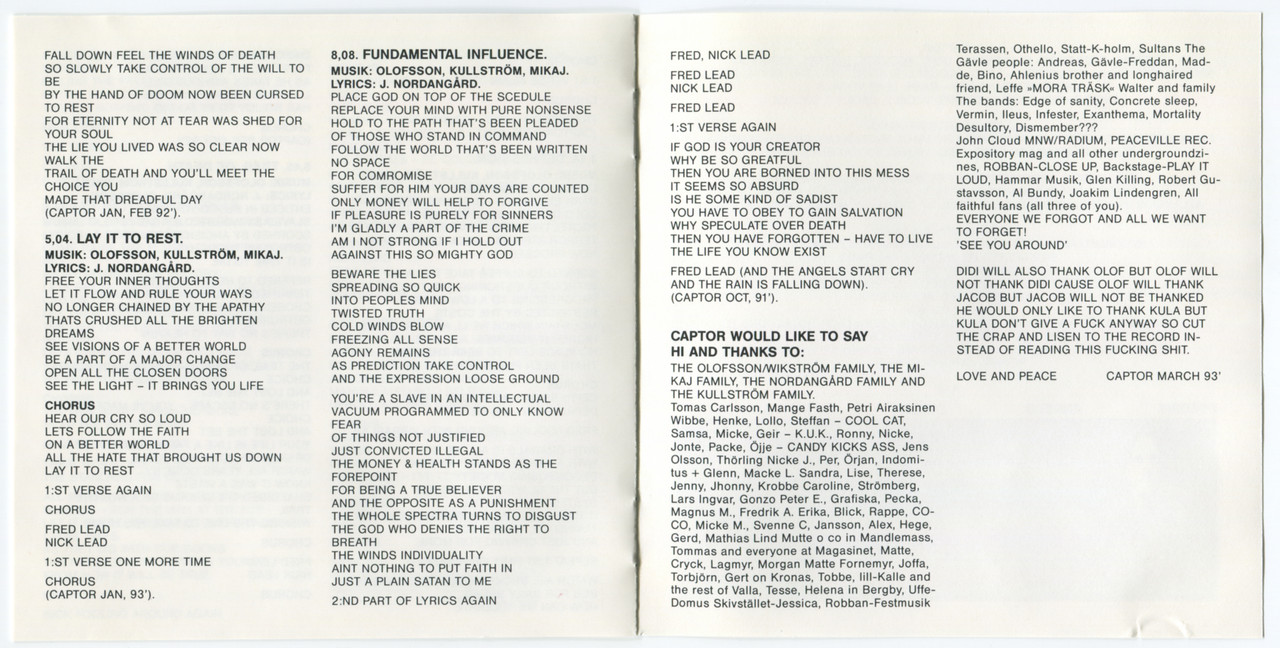 FALL DOWN FEEL THE WINDS OF DEATH
SO SLOWLY TAKE CONTROL OF THE WILL TO
BE
BY THE HAND OF DOOM NOW BEEN CURSED
TO REST
FOR ETERNITY NOT AT TEAR WAS SHED FOR
YOUR SOUL
THE LIE YOU LIVED WAS SO CLEAR NOW
WALK THE
TRAIL OF DEATH AND YOU'LL MEET THE
CHOICE YOU
MADE THAT DREADFUL DAY
(CAPTOR JAN, FEB 92').
5,04. LAY IT TO REST.
MUSIK: OLOFSSON, KULLSTRÖM, MIKAJ.
LYRICS: J. NORDANGÅRD.
FREE YOUR INNER THOUGHTS
LET IT FLOW AND RULE YOUR WAYS
NO LONGER CHAINED BY THE APATHY
THATS CRUSHED ALL THE BRIGHTEN
DREAMS
SEE VISIONS OF A BETTER WORLD
BE A PART OF A MAJOR CHANGE
OPEN ALL THE CLOSEN DOORS
SEE THE LIGHT – IT BRINGS YOU LIFE
CHORUS
HEAR OUR CRY SO LOUD
LETS FOLLOW THE FAITH
ON A BETTER WORLD
ALL THE HATE THAT BROUGHT US DOWN
LAY IT TO REST
1:ST VERSE AGAIN
CHORUS
FRED LEAD
NICK LEAD
1:ST VERSE ONE MORE TIME
CHORUS
(CAPTOR JAN, 93').
8,08. FUNDAMENTAL INFLUENCE.
MUSIK: OLOFSSON, KULLSTRÖM, MIKAJ.
LYRICS: J. NORDANGÅRD.
PLACE GOD ON TOP OF THE SCEDULE
REPLACE YOUR MIND WITH PURE NONSENSE
HOLD TO THE PATH THAT'S BEEN PLEADED
OF THOSE WHO STAND IN COMMAND
FOLLOW THE WORLD THAT'S BEEN WRITTEN
NO SPACE
FOR COMROMISE
SUFFER FOR HIM YOUR DAYS ARE COUNTED
ONLY MONEY WILL HELP TO FORGIVE
IF PLEASURE IS PURELY FOR SINNERS
I'M GLADLY A PART OF THE CRIME
AM I NOT STRONG IF I HOLD OUT
AGAINST THIS SO MIGHTY GOD
BEWARE THE LIES
SPREADING SO QUICK
INTO PEOPLES MIND
TWISTED TRUTH
COLD WINDS BLOW
FREEZING ALL SENSE
AGONY REMAINS
AS PREDICTION TAKE CONTROL
AND THE EXPRESSION LOOSE GROUND
YOU'RE A SLAVE IN AN INTELLECTUAL
VACUUM PROGRAMMED TO ONLY KNOW
FEAR
OF THINGS NOT JUSTIFIED
JUST CONVICTED ILLEGAL
THE MONEY & HEALTH STANDS AS THE
FOREPOINT
FOR BEING A TRUE BELIEVER
AND THE OPPOSITE AS A PUNISHMENT
THE WHOLE SPECTRA TURNS TO DISGUST
THE GOD WHO DENIES THE RIGHT TO
BREATH
THE WINDS INDIVIDUALITY
AINT NOTHING TO PUT FAITH IN
JUST A PLAIN SATAN TO ME
2:ND PART OF LYRICS AGAIN
FRED, NICK LEAD
FRED LEAD
NICK LEAD
FRED LEAD
1:ST VERSE AGAIN
IF GOD IS YOUR CREATOR
WHY BE SO GREATFUL
THEN YOU ARE BORNED INTO THIS MESS
IT SEEMS SO ABSURD
IS HE SOME KIND OF SADIST
YOU HAVE TO OBEY TO GAIN SALVATION
WHY SPECULATE OVER DEATH
THEN YOU HAVE FORGOTTEN – HAVE TO LIVE
THE LIFE YOU KNOW EXIST
FRED LEAD (AND THE ANGELS START CRY
AND THE RAIN IS FALLING DOWN).
(CAPTOR OCT, 91').
CAPTOR WOULD LIKE TO SAY
HI AND THANKS TO:
THE OLOFSSON/WIKSTRÖM FAMILY, THE MI-
KAJ FAMILY, THE NORDANGÅRD FAMILY AND
THE KULLSTRÖM FAMILY.
Tomas Carlsson, Mange Fasth, Petri Airaksinen
Wibbe, Henke, Lollo, Steffan – COOL CAT,
Samsa, Micke, Geir – K.U.K., Ronny, Nicke,
Jonte, Packe, Öjje – CANDY KICKS ASS, Jens
Olsson, Thörling Nicke J., Per, Örjan, Indomi-
tus + Glenn, Macke L. Sandra, Lise, Therese,
Jenny, Jhonny, Krobbe Caroline, Strömberg,
Lars Ingvar, Gonzo Peter E., Grafiska, Pecka,
Magnus M., Fredrik A. Erika, Blick, Rappe, CO-
CO, Micke M., Svenne C, Jansson, Alex, Hege,
Gerd, Mathias Lind Mutte o co in Mandlemass,
Tommas and everyone at Magasinet, Matte,
Cryck, Lagmyr, Morgan Matte Fornemyr, Joffa,
Torbjörn, Gert on Kronas, Tobbe, lill-Kalle and
the rest of Valla, Tesse, Helena in Bergby, Uffe-
Domus Skivstället-Jessica, Robban-Festmusik
Terassen, Othello, Statt-K-holm, Sultans The
Gävle people: Andreas, Gävle-Freddan, Mad-
de, Bino, Ahlenius brother and longhaired
friend, Leffe »MORA TRÄSK« Walter and family
The bands: Edge of sanity, Concrete sleep,
Vermin, Ileus, Infester, Exanthema, Mortality
Desultory, Dismember???
John Cloud MNW/RADIUM, PEACEVILLE REC.
Expository mag and all other undergroundzi-
nes, ROBBAN-CLOSE UP, Backstage-PLAY IT
LOUD, Hammar Musik, Glen Killing, Robert Gu-
stavsson, Al Bundy, Joakim Lindengren, All
faithful fans (all three of you).
EVERYONE WE FORGOT AND ALL WE WANT
TO FORGET!
'SEE YOU AROUND'
DIDI WILL ALSO THANK OLOF BUT OLOF WILL
NOT THANK DIDI CAUSE OLOF WILL THANK
JACOB BUT JACOB WILL NOT BE THANKED
HE WOULD ONLY LIKE TO THANK KULA BUT
KULA DON'T GIVE A FUCK ANYWAY SO CUT
THE CRAP AND LISEN TO THE RECORD IN-
STEAD OF READING THIS FUCKING SHIT.
LOVE AND PEACE CAPTOR MARCH 93'